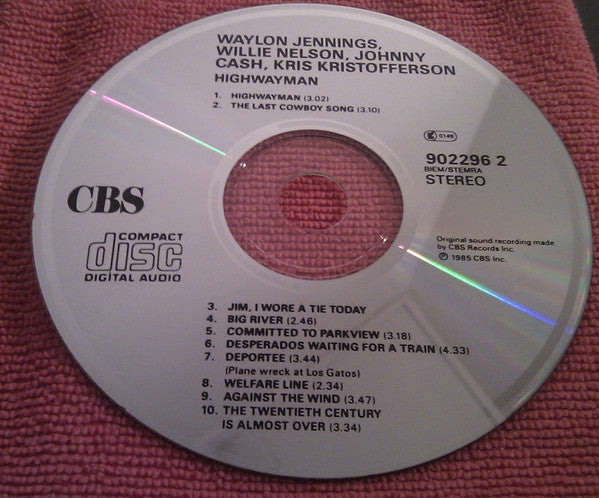 WAYLON JENNINGS,
WILLIE NELSON, JOHNNY
CASH, KRIS KRISTOFFERSON
HIGHWAYMAN
1. HIGHWAYMAN (3.02)
2. THE LAST COWBOY SONG (3.10)
K 0149
902296 2
BIEM/STEMRA
STEREO
CBS
COMPACT
disc
DIGITAL AUDIO
Original sound recording made
by CBS Records Inc.
℗ 1985 CBS Inc.
3. JIM, I WORE A TIE TODAY
4. BIG RIVER (2.46)
5. COMMITTED TO PARKVIEW (3.18)
6. DESPERADOS WAITING FOR A TRAIN (4.33)
7. DEPORTEE (3.44)
(Plane wreck at Los Gatos)
8. WELFARE LINE (2.34)
9. AGAINST THE WIND (3.47)
10. THE TWENTIETH CENTURY
IS ALMOST OVER (3.34)